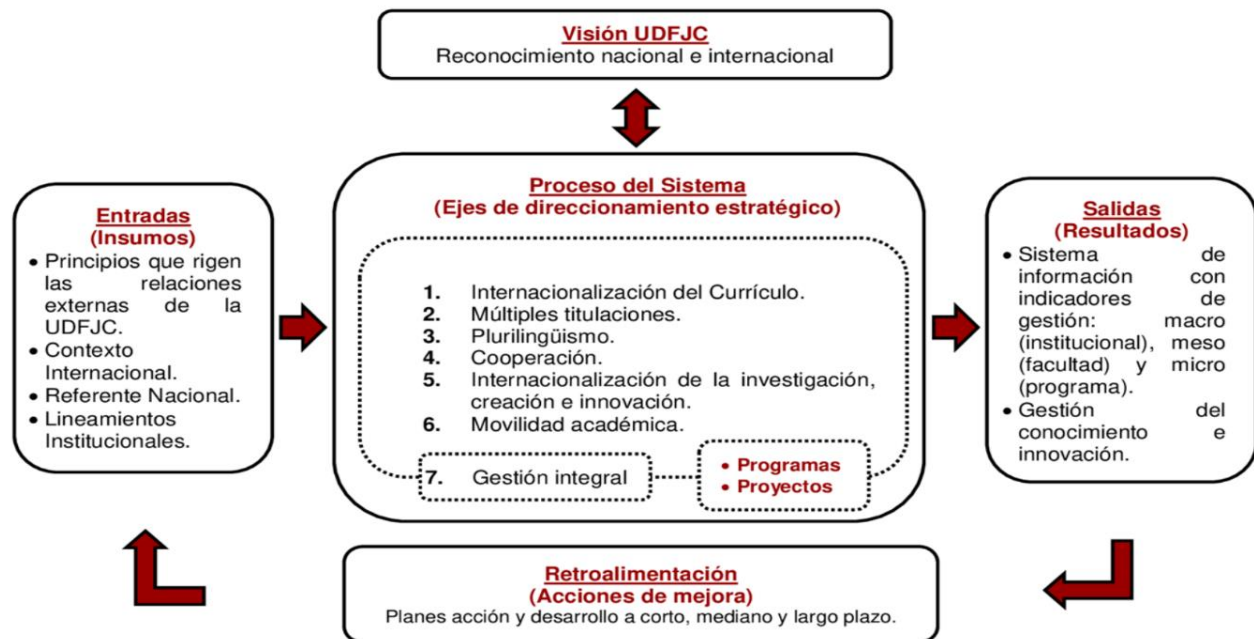 Visión UDFJC
Reconocimiento nacional e internacional
Entradas
(Insumos)
• Principios que rigen
las relaciones
externas de la
UDFJC.
• Contexto
Internacional.
• Referente Nacional.
• Lineamientos
Institucionales.
Proceso del Sistema
(Ejes de direccionamiento estratégico)
1. Internacionalización del Currículo.
2. Múltiples titulaciones.
3. Plurilingüismo.
4. Cooperación.
5. Internacionalización de la investigación,
creación e innovación.
6. Movilidad académica.
7. Gestión integral
• Programas
• Proyectos
Salidas
(Resultados)
• Sistema de
información con
indicadores de
gestión: macro
(institucional), meso
(facultad) y micro
(programa).
• Gestión del
conocimiento e
innovación.
Retroalimentación
(Acciones de mejora)
Planes acción y desarrollo a corto, mediano y largo plazo.